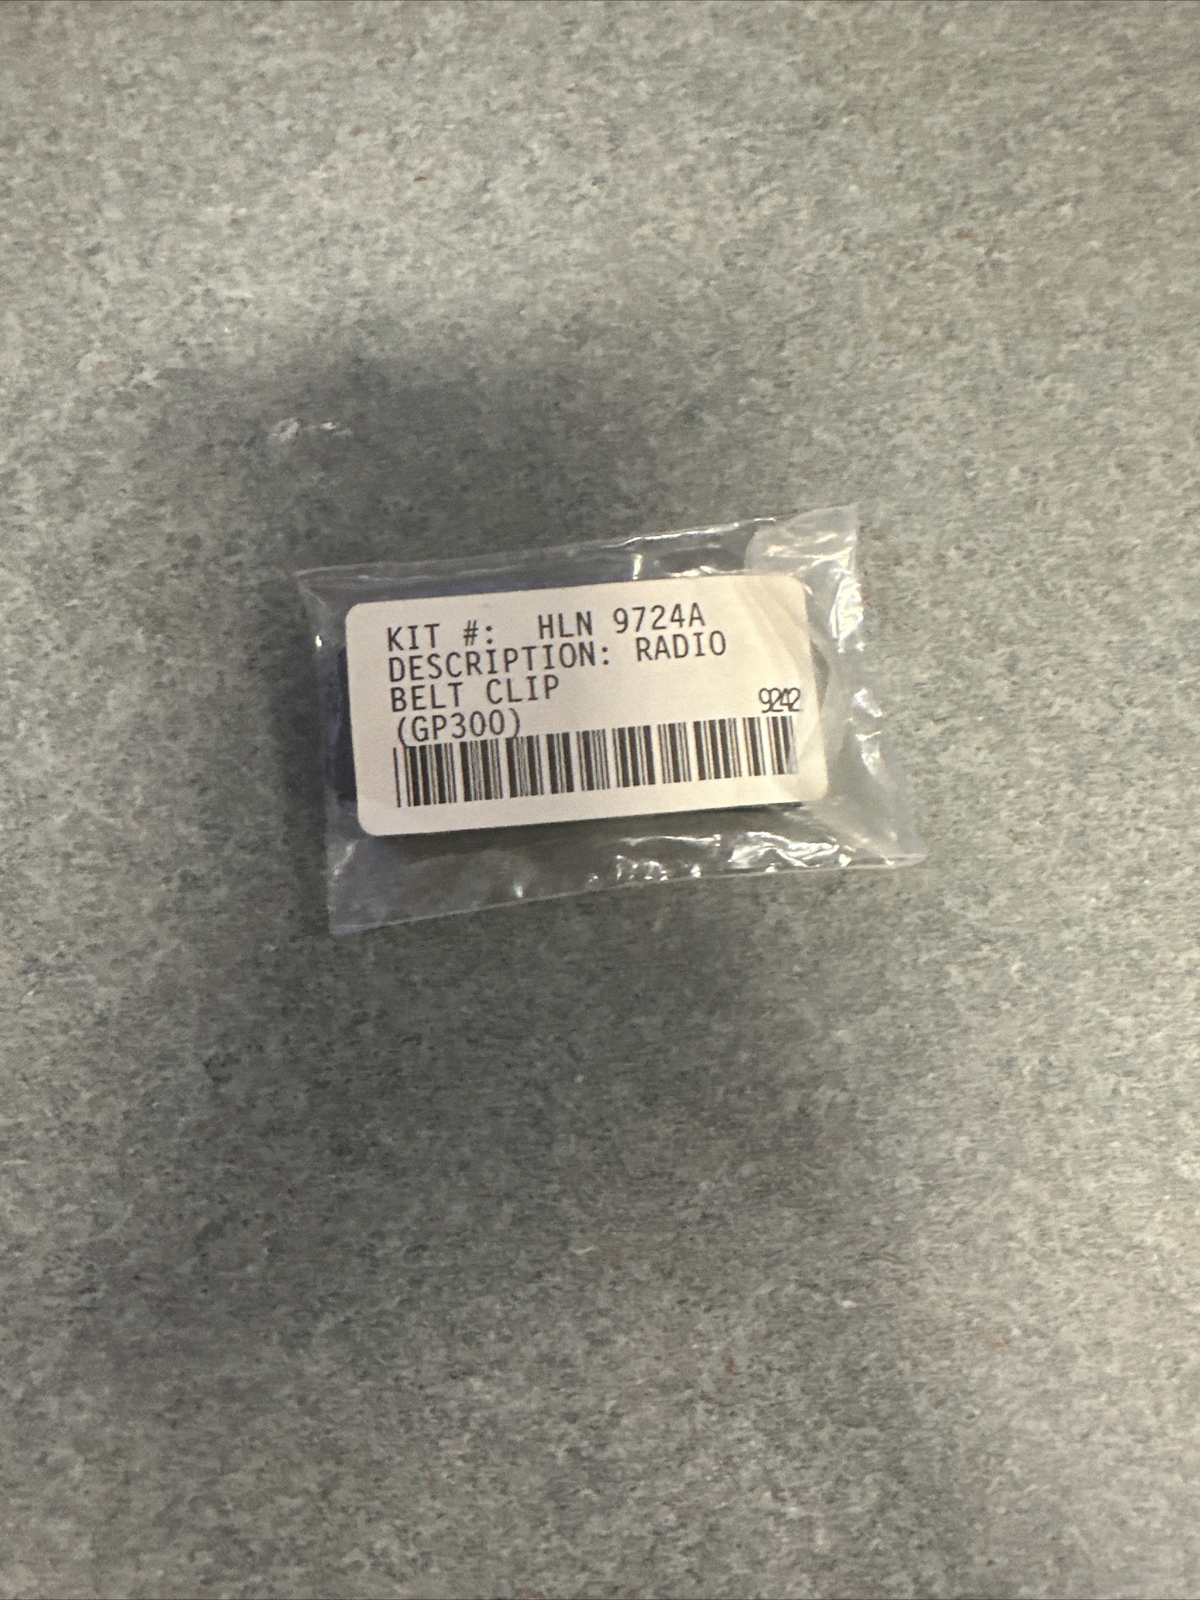 KIT #: HLN 9724A
DESCRIPTION: RADIO
BELT CLIP
9242
(GP300)